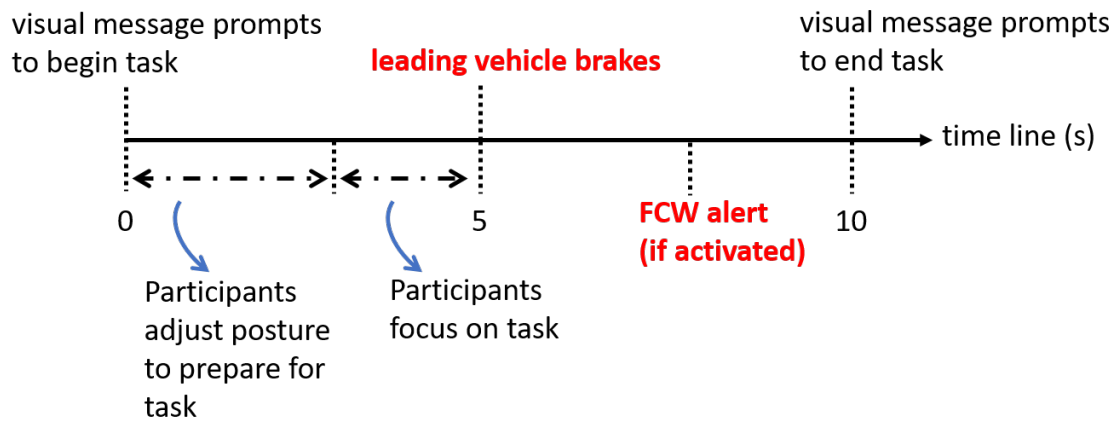 visual message prompts
to begin task
leading vehicle brakes
visual message prompts
to end task
time line (s)
0
5
10
FCW alert
(if activated)
Participants
adjust posture
to prepare for
task
Participants
focus on task